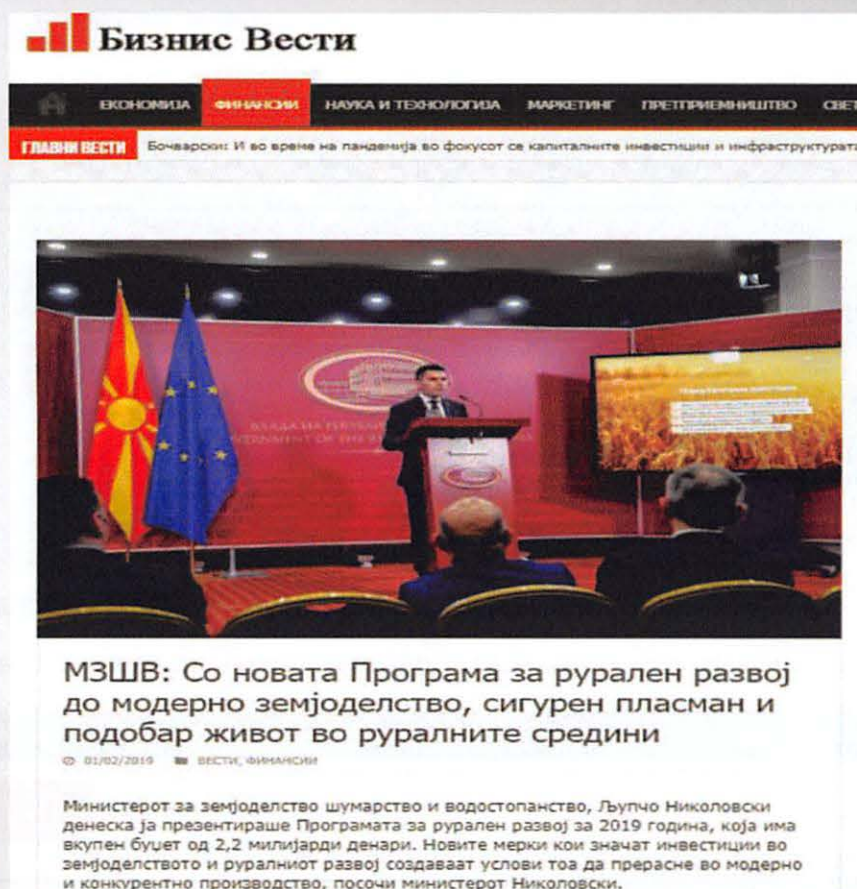 Бизнис Вести
ЕКОНОМИЈА ФИНАНСИИ НАУКА И ТЕХНОЛОГИЈА МАРКЕТИНГ ПРЕТПРИЕМНИШТВО СВЕТ
ГЛАВНИ ВЕСТИ Бочварски: И во време на пандемија во фокусот се капиталните инвестиции и инфраструктурата
МЗШВ: Со новата Програма за рурален развој
до модерно земјоделство, сигурен пласман и
подобар живот во руралните средини
01/02/2019 ВЕСТИ, ФИНАНСИИ
Министерот за земјоделство шумарство и водостопанство, Љупчо Николовски
денеска ја презентираше Програмата за рурален развој за 2019 година, која има
вкупен буџет од 2,2 милијарди денари. Новите мерки кои значат инвестиции во
земјоделството и руралниот развој создаваат услови тоа да прерасне во модерно
и конкурентно производство, посочи министерот Николовски.